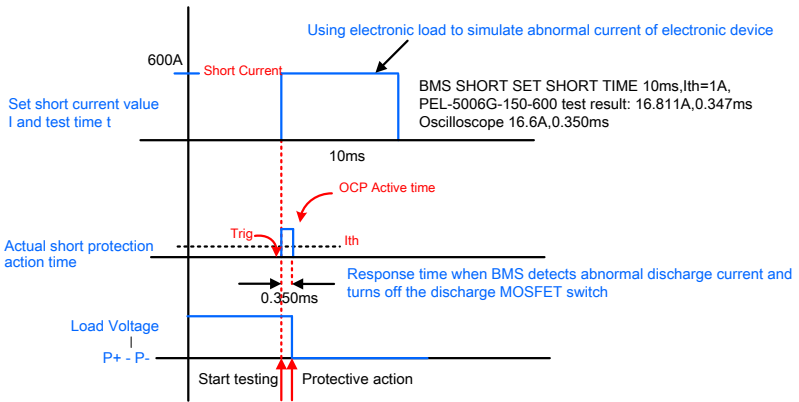 Using electronic load to simulate abnormal current of electronic device
600A
Short Current
BMS SHORT SET SHORT TIME 10ms,Ith=1A,
PEL-5006G-150-600 test result: 16.811A,0.347ms
Oscilloscope 16.6A,0.350ms
Set short current value
I and test time t
10ms
OCP Active time
Trig
Ith
Actual short protection
action time
Response time when BMS detects abnormal discharge current and
turns off the discharge MOSFET switch
0.350ms
Load Voltage
|
P+ - P-
Start testing
Protective action